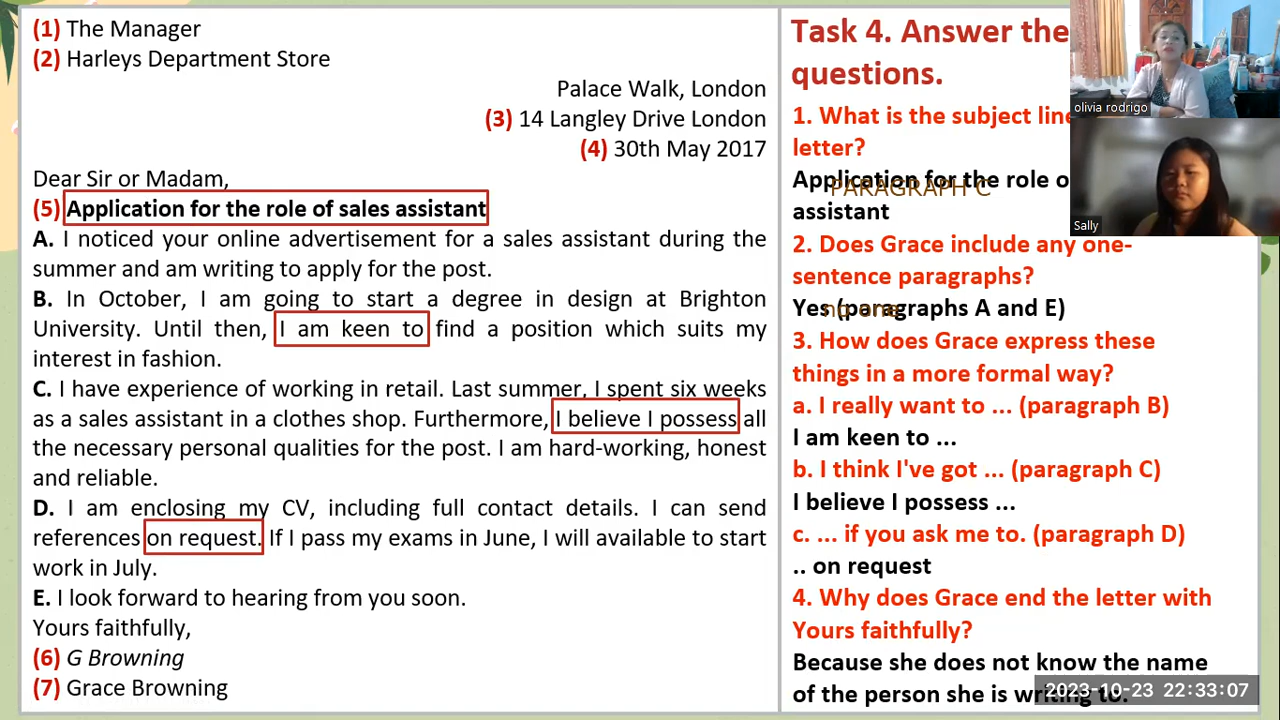 (1) The Manager
(2) Harleys Department Store
Palace Walk, London
(3) 14 Langley Drive London
(4) 30th May 2017
Dear Sir or Madam,
(5) Application for the role of sales assistant
A. I noticed your online advertisement for a sales assistant during the
summer and am writing to apply for the post.
B. In October, I am going to start a degree in design at Brighton
University. Until then, I am keen to find a position which suits my
interest in fashion.
C. I have experience of working in retail. Last summer, I spent six weeks
as a sales assistant in a clothes shop. Furthermore, I believe I possess all
the necessary personal qualities for the post. I am hard-working, honest
and reliable.
D. I am enclosing my CV, including full contact details. I can send
references on request. If I pass my exams in June, I will available to start
work in July.
E. I look forward to hearing from you soon.
Yours faithfully,
(6) G Browning
(7) Grace Browning
Task 4. Answer the
questions.
1. What is the subject line
letter?
Application for the role o
PARAGRAPH C
assistant
2. Does Grace include any one-
sentence paragraphs?
Yes (paragraphs A and E)
no one
3. How does Grace express these
things in a more formal way?
a. I really want to ... (paragraph B)
I am keen to ...
b. I think I've got ... (paragraph C)
I believe I possess ...
c. ... if you ask me to. (paragraph D)
.. on request
4. Why does Grace end the letter with
Yours faithfully?
Because she does not know the name
of the person she is writing to.
olivia rodrigo
Sally
2023-10-23 22:33:07